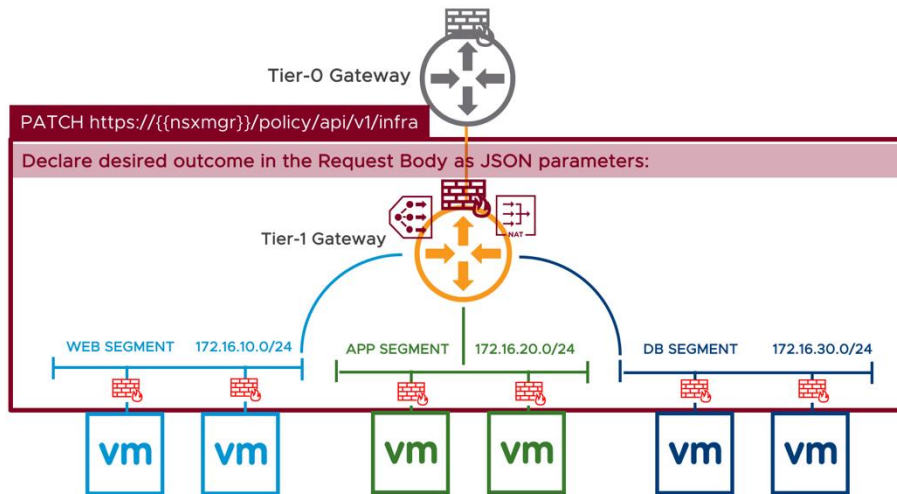 Tier-0 Gateway
PATCH https://{{nsxmgr}}/policy/api/v1/infra
Declare desired outcome in the Request Body as JSON parameters:
NAT
Tier-1 Gateway
WEB SEGMENT 172.16.10.0/24
APP SEGMENT 172.16.20.0/24
DB SEGMENT 172.16.30.0/24
vm
vm
vm
vm
vm
vm